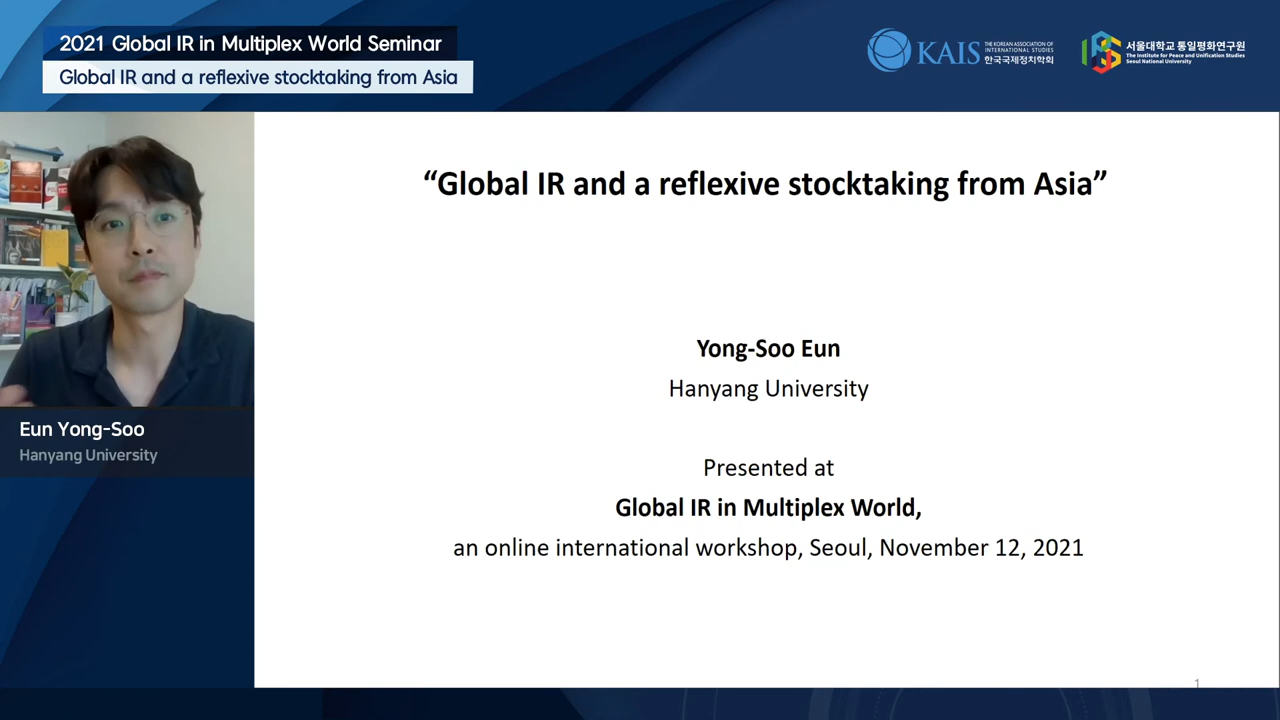 2021 Global IR in Multiplex World Seminar
Global IR and a reflexive stocktaking from Asia
KAIS
THE KOREAN ASSOCIATION OF
INTERNATIONAL STUDIES
한국국제정치학회
서울대학교 통일평화연구원
The Institute for Peace and Unification Studies
Seoul National University
“Global IR and a reflexive stocktaking from Asia”
Yong-Soo Eun
Hanyang University
Presented at
Global IR in Multiplex World,
an online international workshop, Seoul, November 12, 2021
1
Eun Yong-Soo
Hanyang University